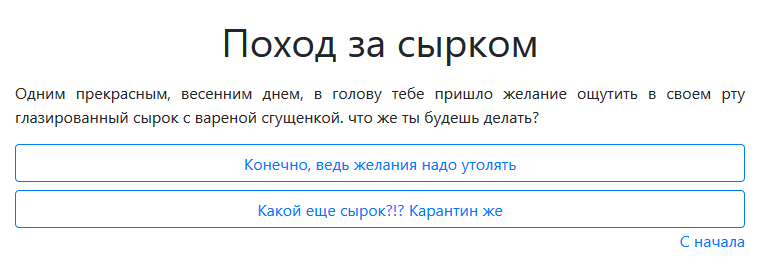 Поход за сырком
Одним прекрасным, весенним днем, в голову тебе пришло желание ощутить в своем рту
глазированный сырок с вареной сгущенкой. что же ты будешь делать?
Конечно, ведь желания надо утолять
Какой еще сырок?!? Карантин же
С начала